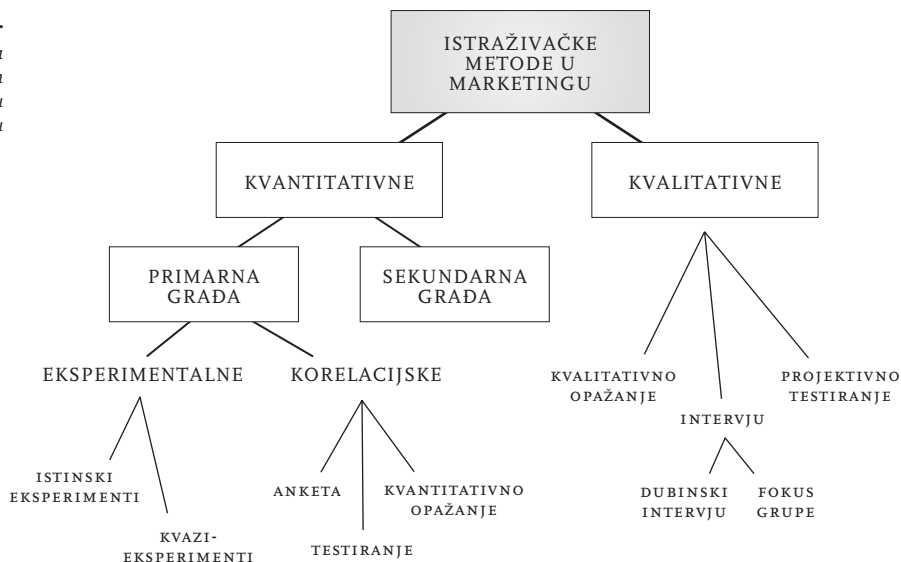 ISTRAŽIVAČKE
METODE U
MARKETINGU
KVANTITATIVNE
KVALITATIVNE
PRIMARNA
GRAĐA
SEKUNDARNA
GRAĐA
EKSPERIMENTALNE
KORELACIJSKE
KVALITATIVNO
OPAŽANJE
INTERVJU
PROJEKTIVNO
TESTIRANJE
ISTINSKI
EKSPERIMENTI
KVAZI-
EKSPERIMENTI
ANKETA
TESTIRANJE
KVANTITATIVNO
OPAŽANJE
DUBINSKI
INTERVJU
FOKUS
GRUPE